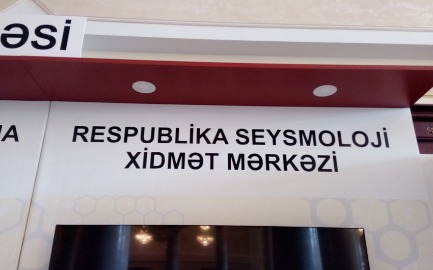 əsi
RESPUBLİKA SEYSMOLOJİ
XİDMƏT MƏRKƏZİ